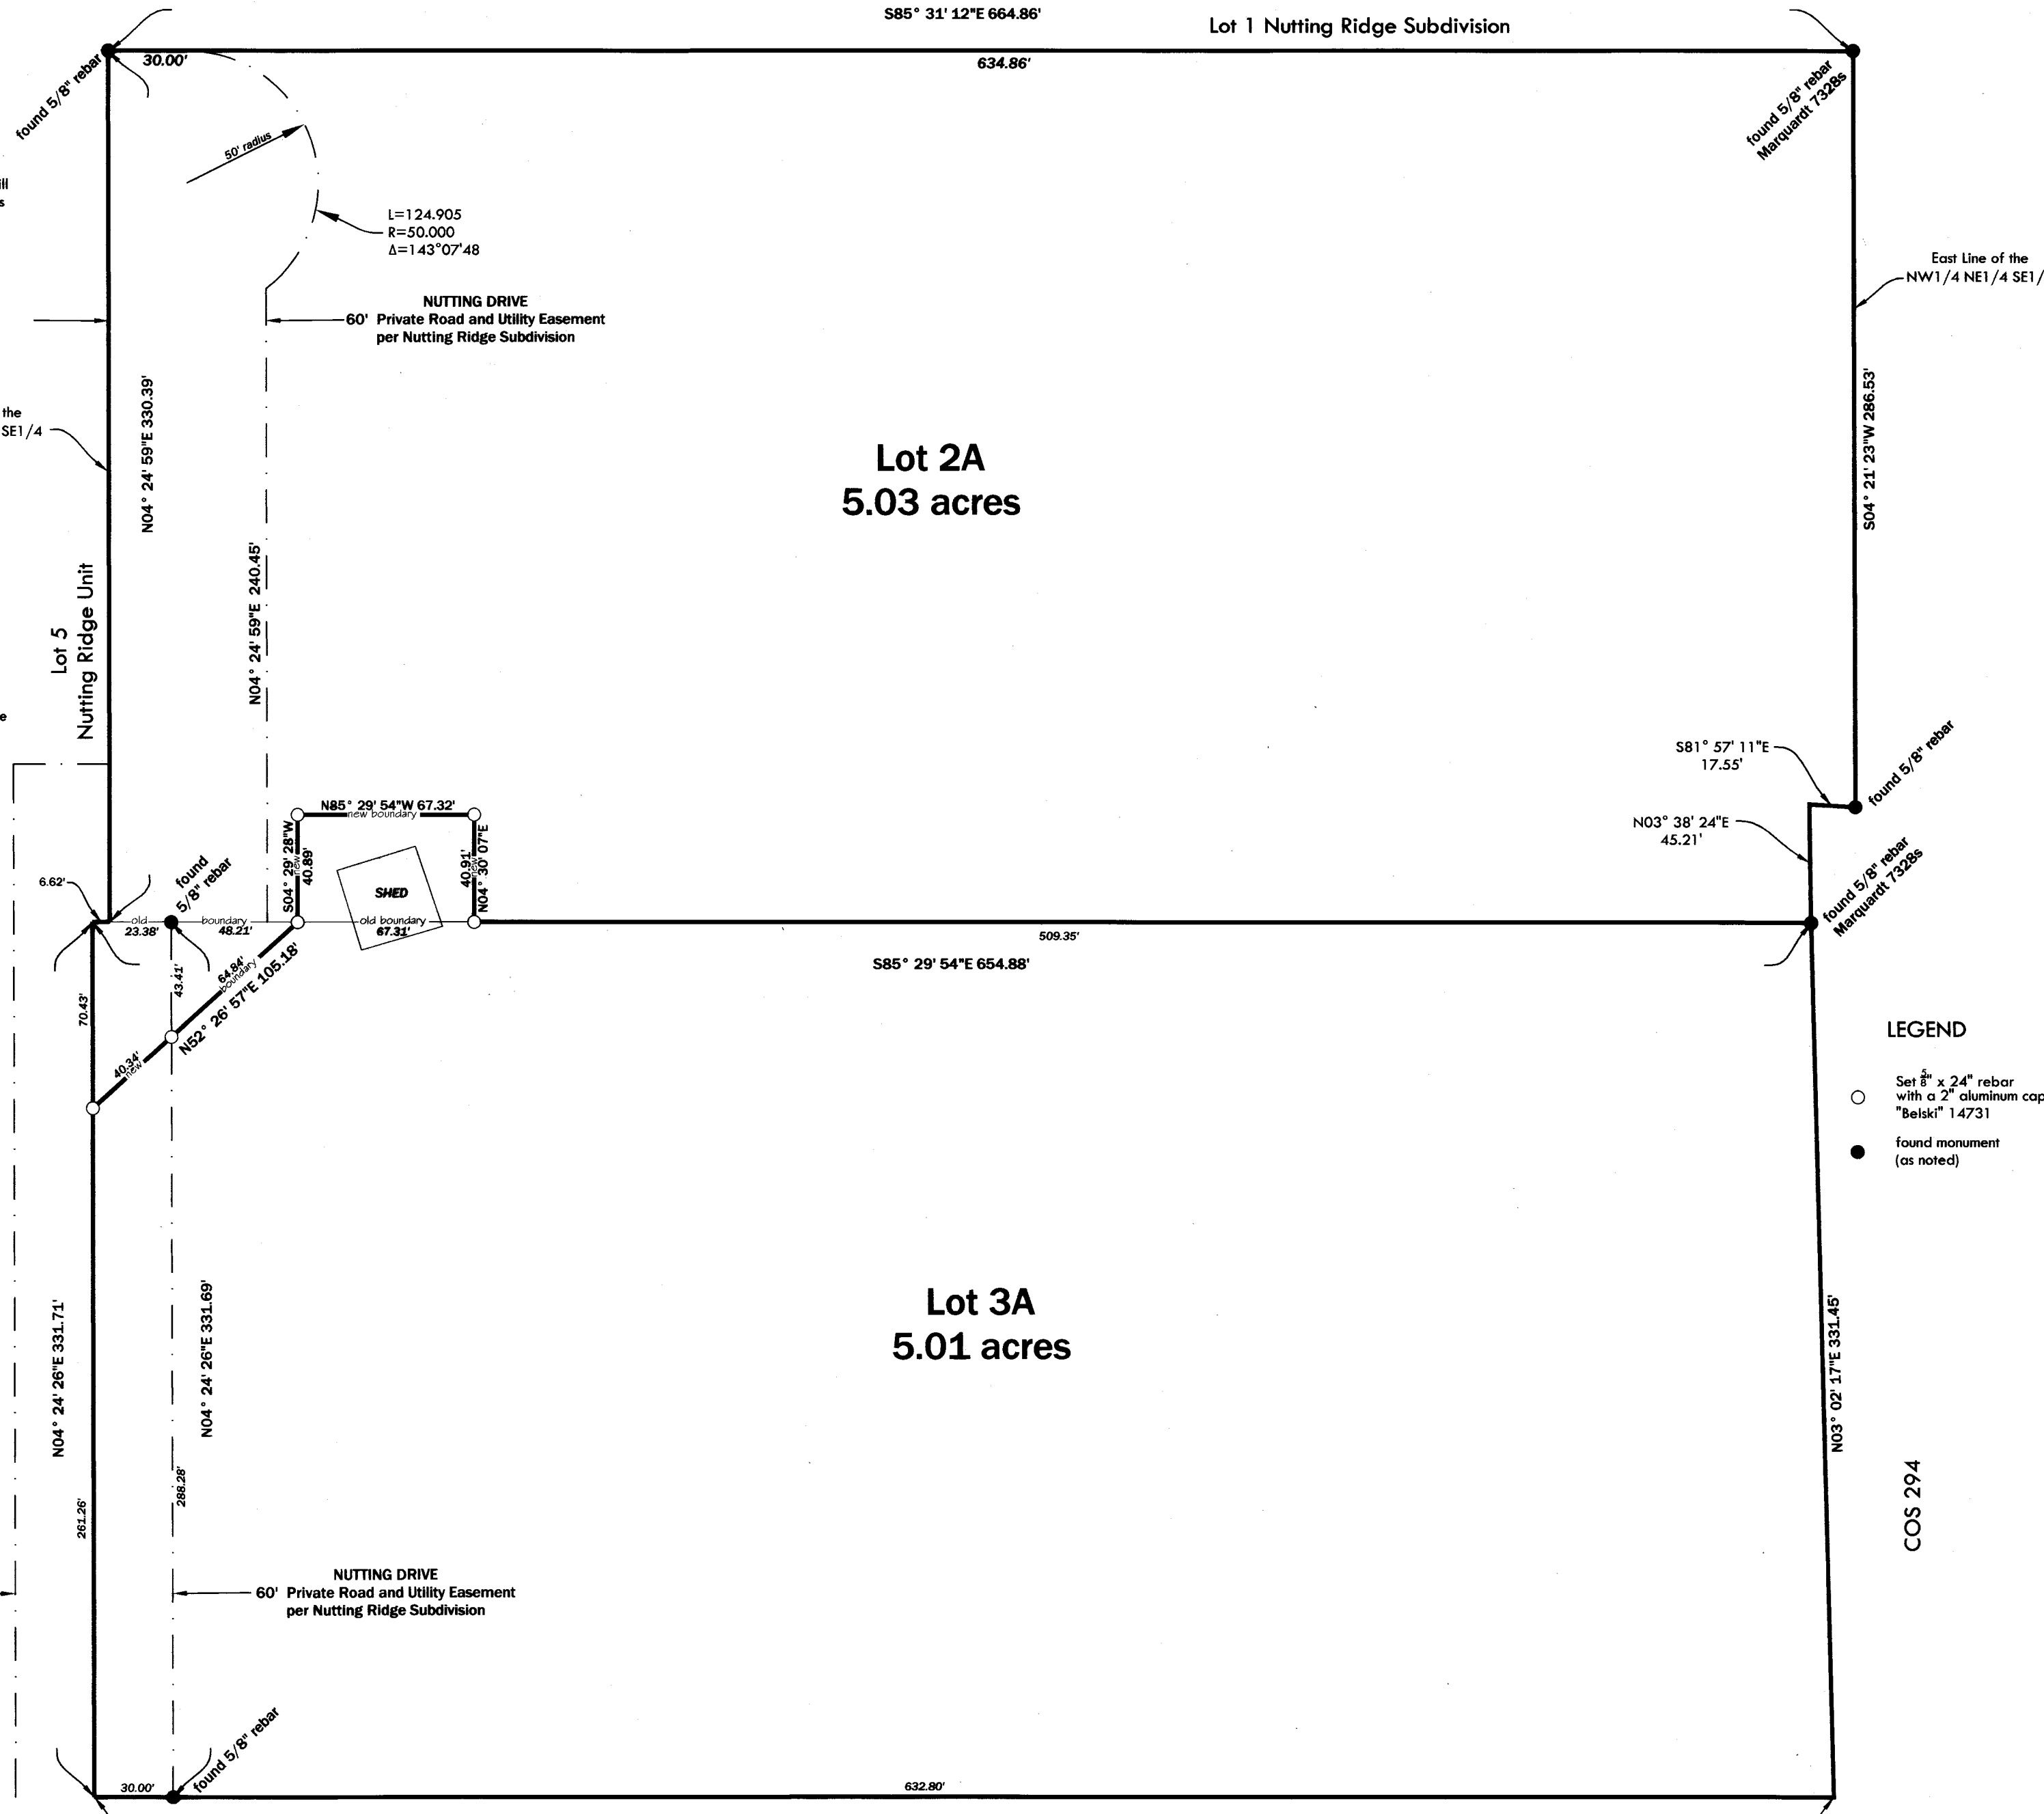 S85° 31' 12"E 664.86'
Lot 1 Nutting Ridge Subdivision
30.00'
634.86'
found 5/8" rebar
found 5/8" rebar
Marquardt 7328s
50' radius
ill
s
L=124.905
R=50.000
Δ=143°07'48
East Line of the
NW1/4 NE1/4 SE1/
NUTTING DRIVE
60' Private Road and Utility Easement
per Nutting Ridge Subdivision
N04° 24' 59"E 330.39'
S04° 21' 23"W 286.53'
the
SE1/4
Lot 2A
5.03 acres
N04° 24' 59"E 240.45'
Lot 5
Nutting Ridge Unit
e
S81° 57' 11"E
17.55'
found 5/8" rebar
N85° 29' 54"W 67.32'
new boundary
N03° 38' 24"E
45.21'
S04° 29' 28"W
new
40.89'
40.91'
new
N04° 30' 07"E
SHED
found
5/8" rebar
6.62'
found 5/8" rebar
Marquardt 7328s
old boundary
23.38'
48.21'
old boundary
67.31'
509.35'
S85° 29' 54"E 654.88'
70.43'
43.41'
64.84'
boundary
N52° 26' 57"E 105.18'
40.34'
new
LEGEND
Set 5/8" x 24" rebar
with a 2" aluminum cap
"Belski" 14731
found monument
(as noted)
Lot 3A
5.01 acres
N04° 24' 26"E 331.71'
N04° 24' 26"E 331.69'
N03° 02' 17"E 331.45'
261.26'
288.28'
COS 294
NUTTING DRIVE
60' Private Road and Utility Easement
per Nutting Ridge Subdivision
found 5/8" rebar
30.00'
632.80'